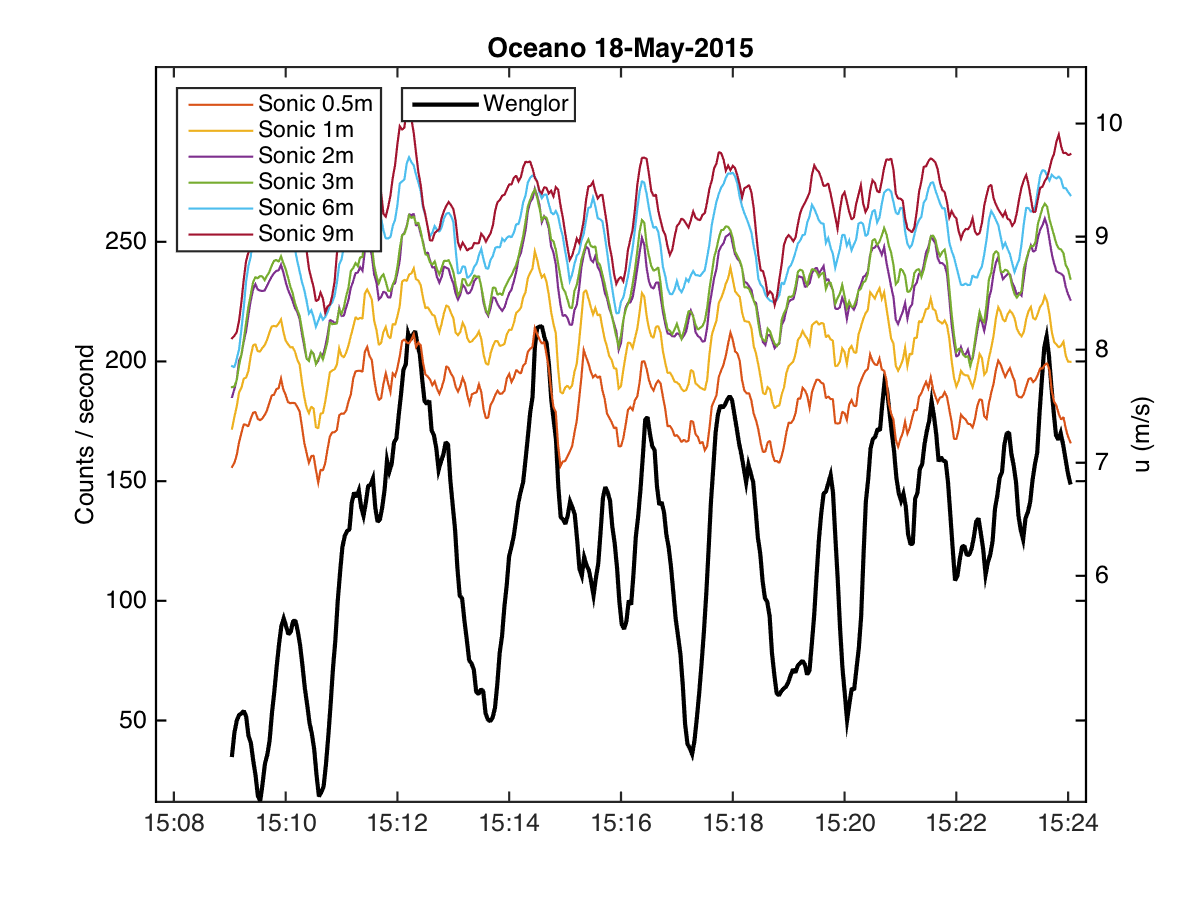 Oceano 18-May-2015
Sonic 0.5m
Sonic 1m
Sonic 2m
Sonic 3m
Sonic 6m
Sonic 9m
Wenglor
Counts / second
250
200
150
100
50
10
9
8
7
6
u (m/s)
15:08 15:10 15:12 15:14 15:16 15:18 15:20 15:22 15:24